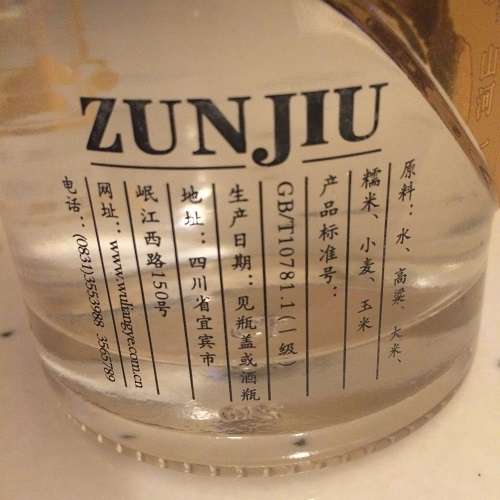 ZUNJIU
原料：水、高粱、大米、
糯米、小麦、玉米
产品标准号：
GB/T10781.1(一级)
生产日期：见瓶盖或酒瓶
地址：四川省宜宾市
岷江西路150号
网址：www.wuliangye.com.cn
电话：(0831)3553988 3565789
山河